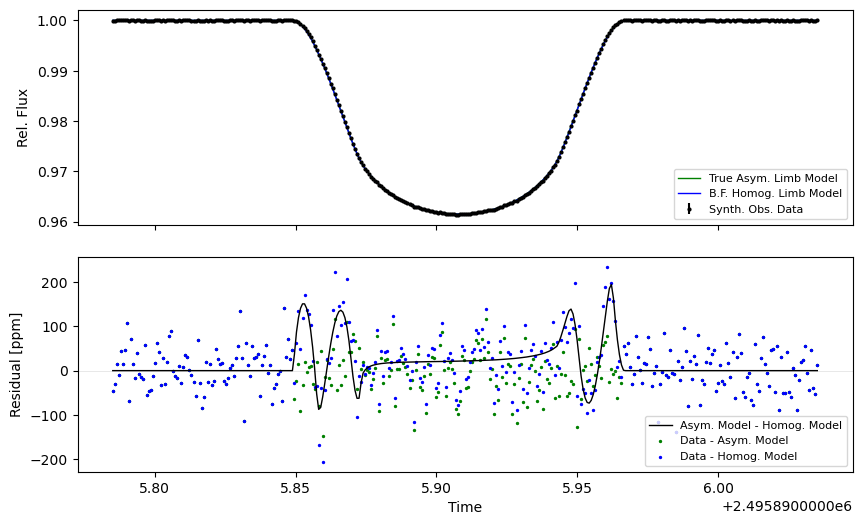 1.00
0.99
0.98
0.97
0.96
Rel. Flux
True Asym. Limb Model
B.F. Homog. Limb Model
Synth. Obs. Data
200
100
0
−100
−200
Residual [ppm]
Asym. Model - Homog. Model
Data - Asym. Model
Data - Homog. Model
5.80 5.85 5.90 5.95 6.00
Time
+2.4958900000e6